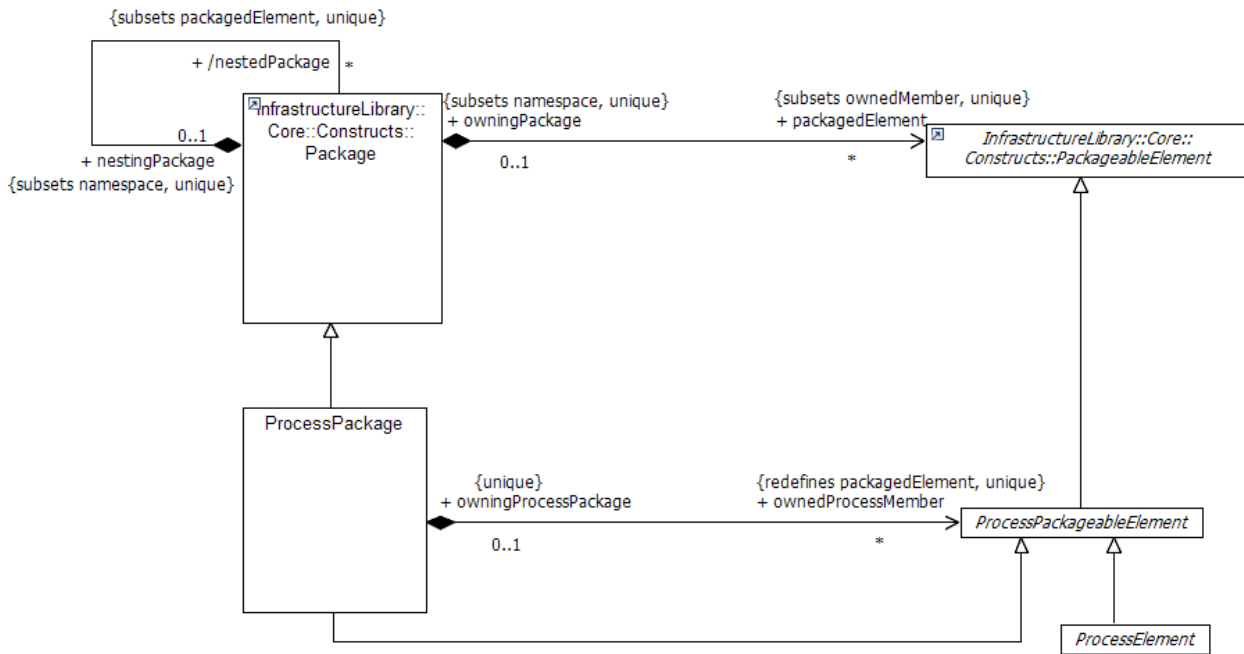 {subsets packagedElement, unique}
+ /nestedPackage
*
InfrastructureLibrary::
Core::Constructs::
Package
0..1
+ nestingPackage
{subsets namespace, unique}
{subsets namespace, unique}
+ owningPackage
0..1
{subsets ownedMember, unique}
+ packagedElement
*
InfrastructureLibrary::Core::
Constructs::PackageableElement
ProcessPackage
{unique}
+ owningProcessPackage
0..1
{redefines packagedElement, unique}
+ ownedProcessMember
*
ProcessPackageableElement
ProcessElement